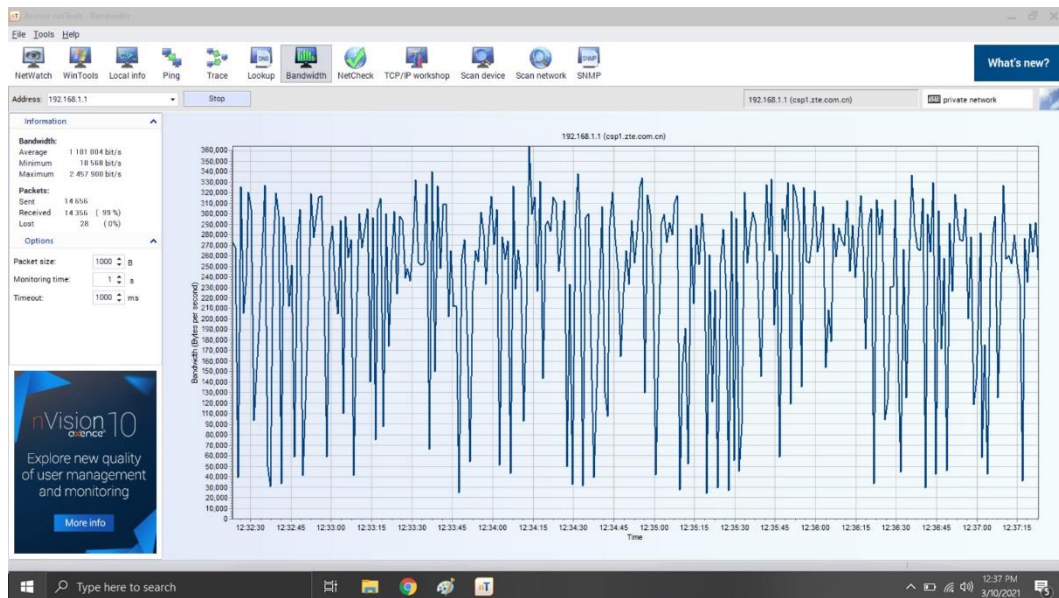 Axence netTools - Bandwidth
File Tools Help
NetWatch WinTools Local info Ping Trace Lookup Bandwidth NetCheck TCP/IP workshop Scan device Scan network SNMP
What's new?
Address: 192.168.1.1 Stop 192.168.1.1 (csp1.zte.com.cn) private network
Information
Bandwidth:
Average 1 101 004 bit/s
Minimum 10 560 bit/s
Maximum 2 457 900 bit/s
Packets:
Sent 14 656
Received 14 356 ( 99 %)
Lost 28 ( 0%)
Options
Packet size: 1000 B
Monitoring time: 1 s
Timeout: 1000 ms
nVision 10
axence
Explore new quality
of user management
and monitoring
More info
192.168.1.1 (csp1.zte.com.cn)
Bandwidth (Bytes per second)
360,000
350,000
340,000
330,000
320,000
310,000
300,000
290,000
280,000
270,000
260,000
250,000
240,000
230,000
220,000
210,000
200,000
190,000
180,000
170,000
160,000
150,000
140,000
130,000
120,000
110,000
100,000
90,000
80,000
70,000
60,000
50,000
40,000
30,000
20,000
10,000
0
12:32:30 12:32:45 12:33:00 12:33:15 12:33:30 12:33:45 12:34:00 12:34:15 12:34:30 12:34:45 12:35:00 12:35:15 12:35:30 12:35:45 12:36:00 12:36:15 12:36:30 12:36:45 12:37:00 12:37:15
Time
Type here to search
12:37 PM
3/10/2021